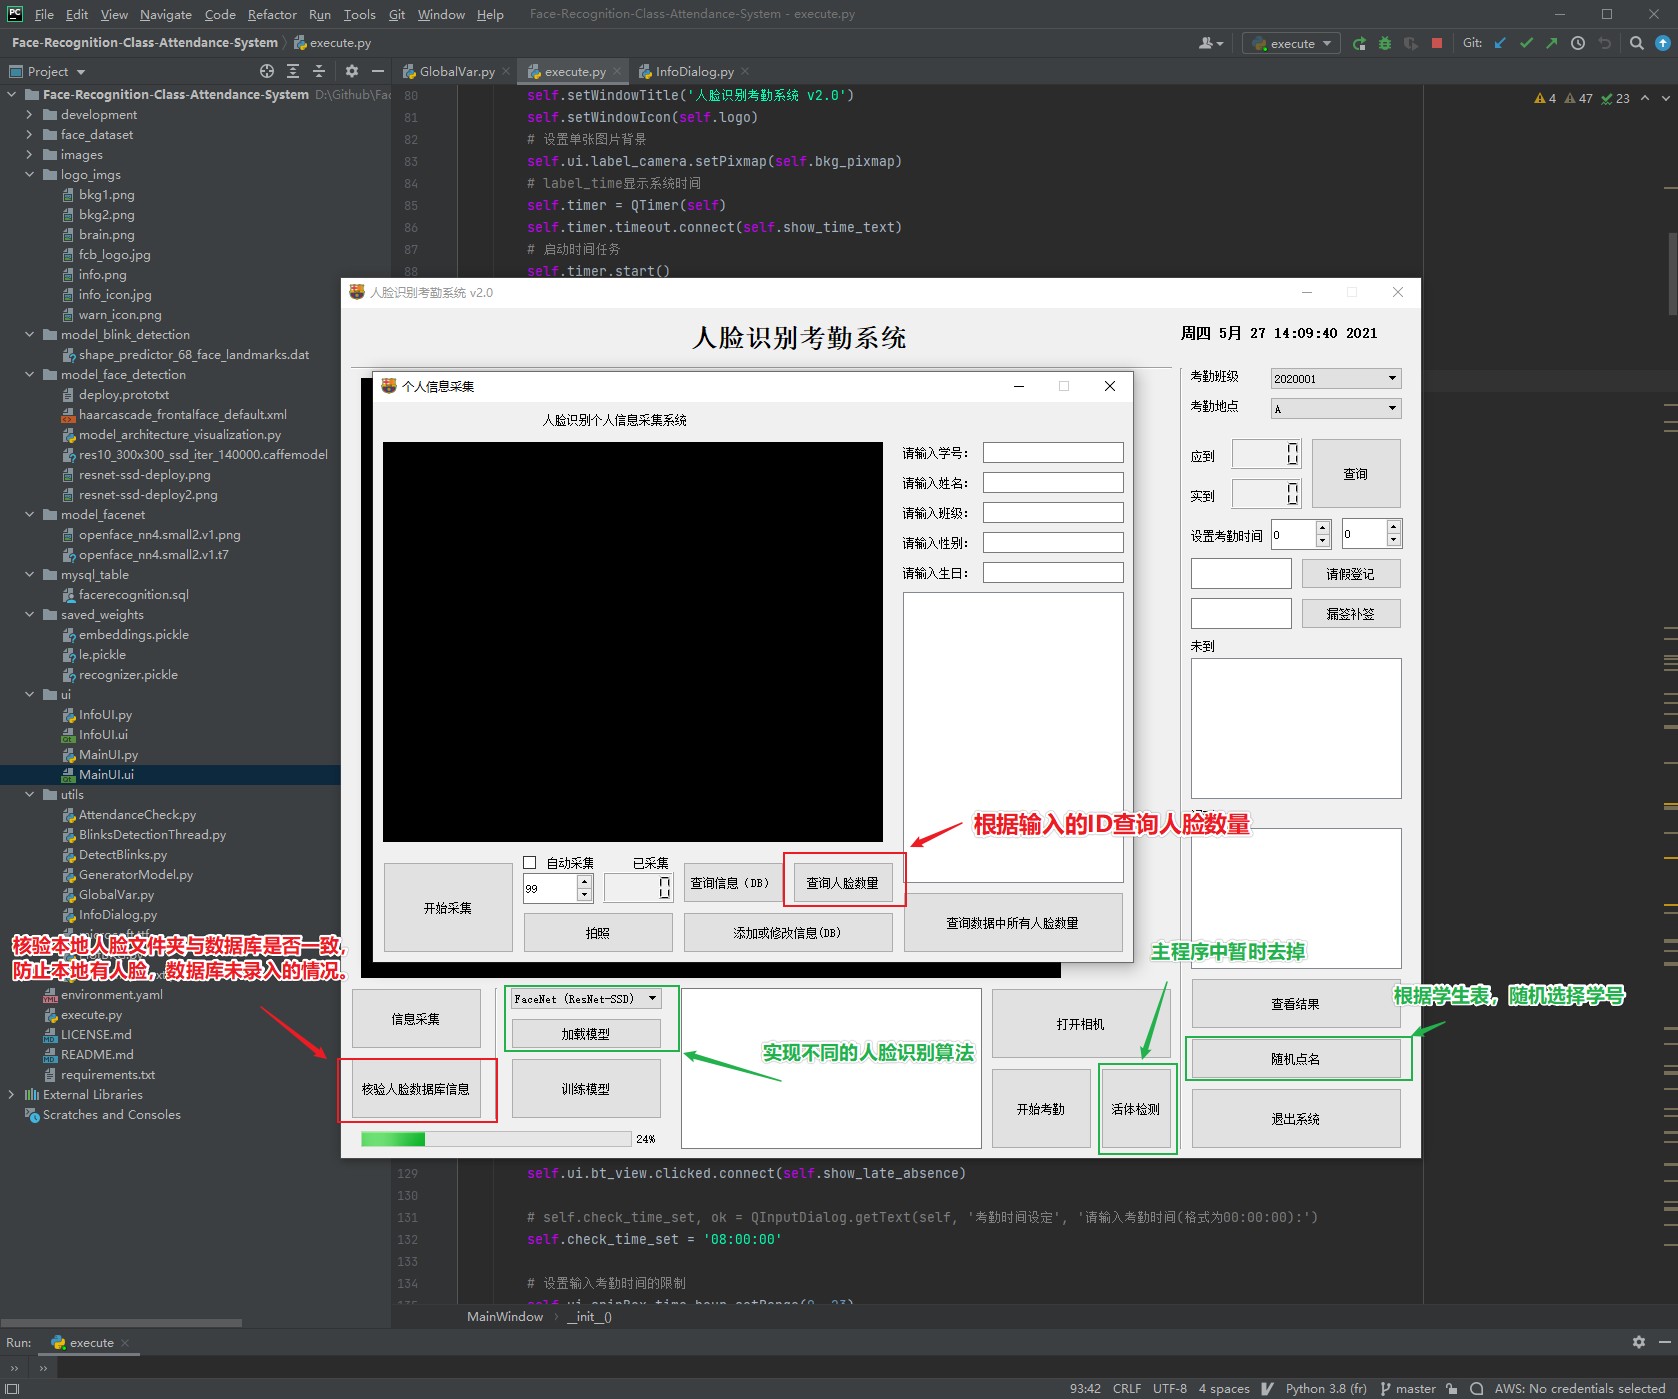 File Edit View Navigate Code Refactor Run Tools Git Window Help Face-Recognition-Class-Attendance-System - execute.py
Face-Recognition-Class-Attendance-System execute.py execute Git:
Project
GlobalVar.py execute.py InfoDialog.py
Face-Recognition-Class-Attendance-System D:\Github\Fac
development
face_dataset
images
logo_imgs
bkg1.png
bkg2.png
brain.png
fcb_logo.jpg
info.png
info_icon.jpg
warn_icon.png
model_blink_detection
shape_predictor_68_face_landmarks.dat
model_face_detection
deploy.prototxt
haarcascade_frontalface_default.xml
model_architecture_visualization.py
res10_300x300_ssd_iter_140000.caffemodel
resnet-ssd-deploy.png
resnet-ssd-deploy2.png
model_facenet
openface_nn4.small2.v1.png
openface_nn4.small2.v1.t7
mysql_table
facerecognition.sql
saved_weights
embeddings.pickle
le.pickle
recognizer.pickle
ui
InfoUI.py
InfoUI.ui
MainUI.py
MainUI.ui
utils
AttendanceCheck.py
BlinksDetectionThread.py
DetectBlinks.py
GeneratorModel.py
GlobalVar.py
InfoDialog.py
核验本地人脸文件夹与数据库是否一致，
防止本地有人脸，数据库未录入的情况。
environment.yaml
execute.py
LICENSE.md
README.md
requirements.txt
External Libraries
Scratches and Consoles
4 47 23
80 self.setWindowTitle('人脸识别考勤系统 v2.0')
81 self.setWindowIcon(self.logo)
82 # 设置单张图片背景
83 self.ui.label_camera.setPixmap(self.bkg_pixmap)
84 # label_time显示系统时间
85 self.timer = QTimer(self)
86 self.timer.timeout.connect(self.show_time_text)
87 # 启动时间任务
88 self.timer.start()
人脸识别考勤系统 v2.0
人脸识别考勤系统
周四 5月 27 14:09:40 2021
个人信息采集
人脸识别个人信息采集系统
请输入学号：
请输入姓名：
请输入班级：
请输入性别：
请输入生日：
根据输入的ID查询人脸数量
开始采集
自动采集 已采集
99 0
拍照
查询信息（DB）
查询人脸数量
添加或修改信息(DB)
查询数据中所有人脸数量
考勤班级 2020001
考勤地点 A
应到 0
实到 0
查询
设置考勤时间 0 0
请假登记
漏签补签
未到
主程序中暂时去掉
根据学生表，随机选择学号
信息采集
FaceNet (ResNet-SSD)
加载模型
实现不同的人脸识别算法
核验人脸数据库信息
训练模型
24%
打开相机
开始考勤
活体检测
查看结果
随机点名
退出系统
129 self.ui.bt_view.clicked.connect(self.show_late_absence)
130
131 # self.check_time_set, ok = QInputDialog.getText(self, '考勤时间设定', '请输入考勤时间(格式为00:00:00):')
132 self.check_time_set = '08:00:00'
133
134 # 设置输入考勤时间的限制
MainWindow __init__()
Run: execute
93:42 CRLF UTF-8 4 spaces Python 3.8 (fr) master AWS: No credentials selected